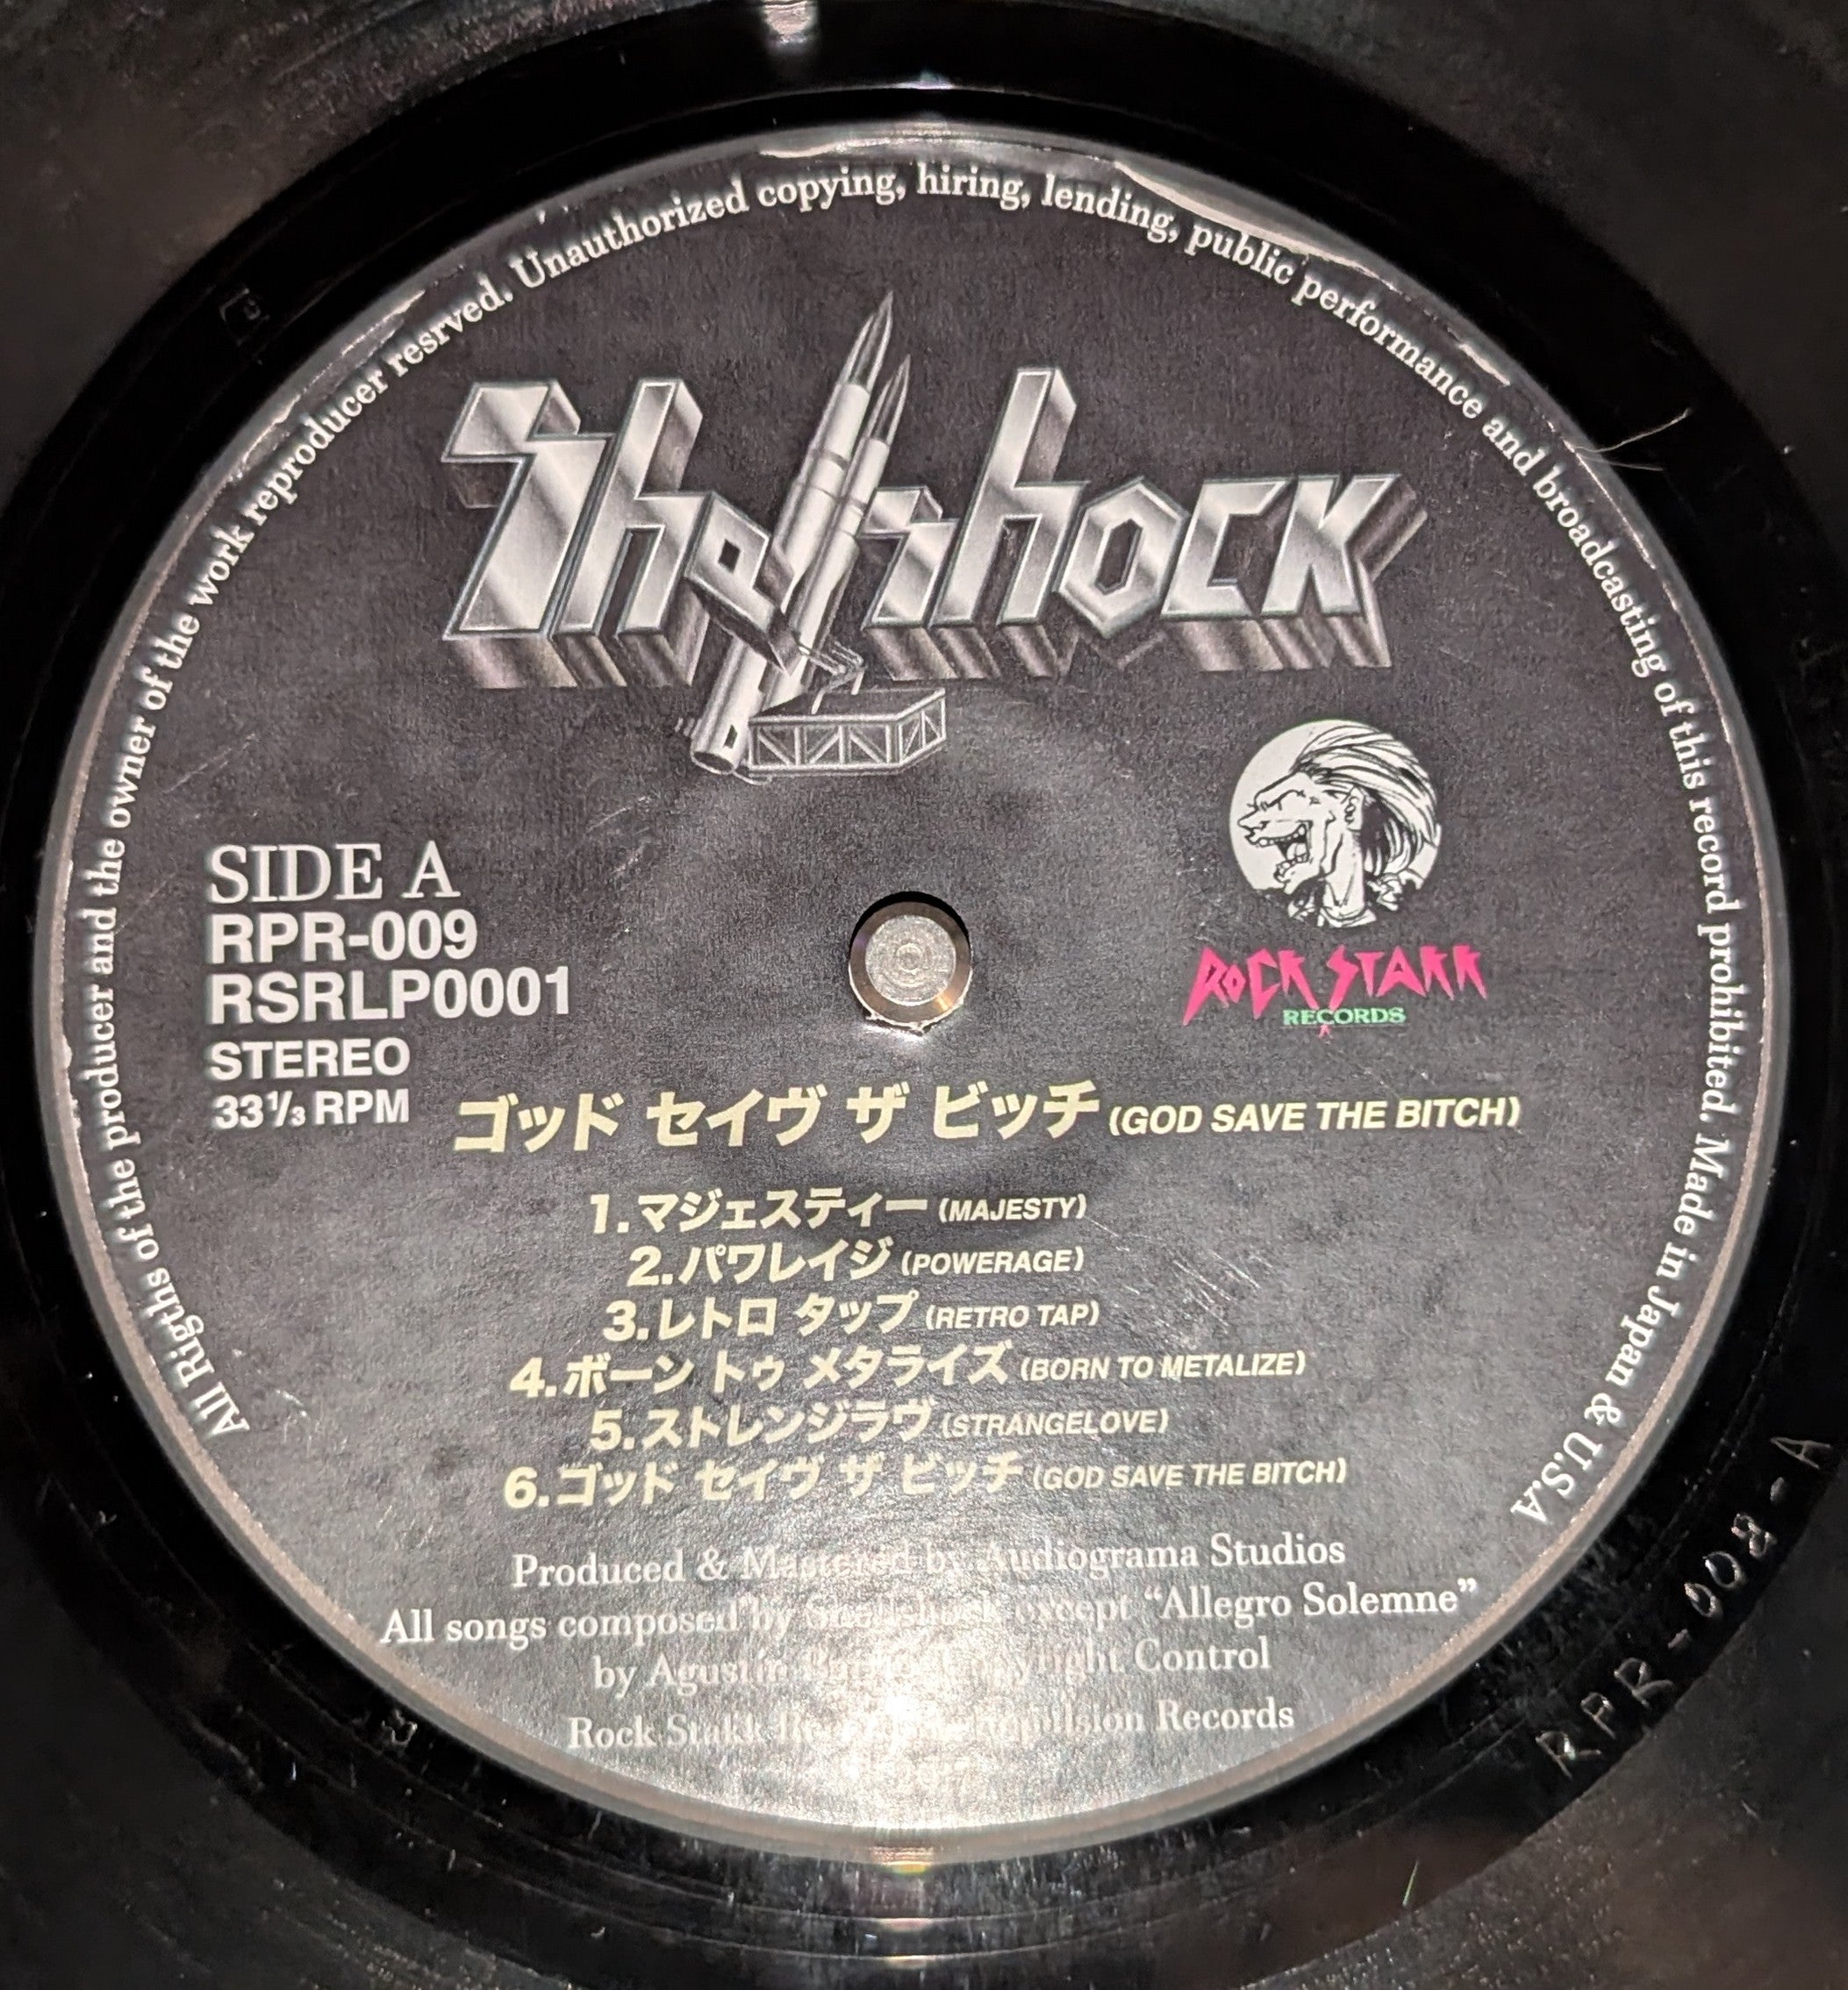 All Rigths of the producer and the owner of the work reproducer resrved. Unauthorized copying, hiring, lending, public performance and broadcasting of this record prohibited. Made in Japan & U.S.A
SIDE A
RPR-009
RSRLP0001
STEREO
33 1/3 RPM
ROCK STAKK
RECORDS
ゴッド セイヴ ザ ビッチ (GOD SAVE THE BITCH)
1.マジェスティー (MAJESTY)
2.パワレイジ (POWERAGE)
3.レトロ タップ (RETRO TAP)
4.ボーン トゥ メタライズ (BORN TO METALIZE)
5.ストレンジラヴ (STRANGELOVE)
6.ゴッド セイヴ ザ ビッチ (GOD SAVE THE BITCH)
Produced & Mastered by Audiograma Studios
All songs composed by except “Allegro Solemne”
by Control
Rock Stakk Records
RPR-008-A